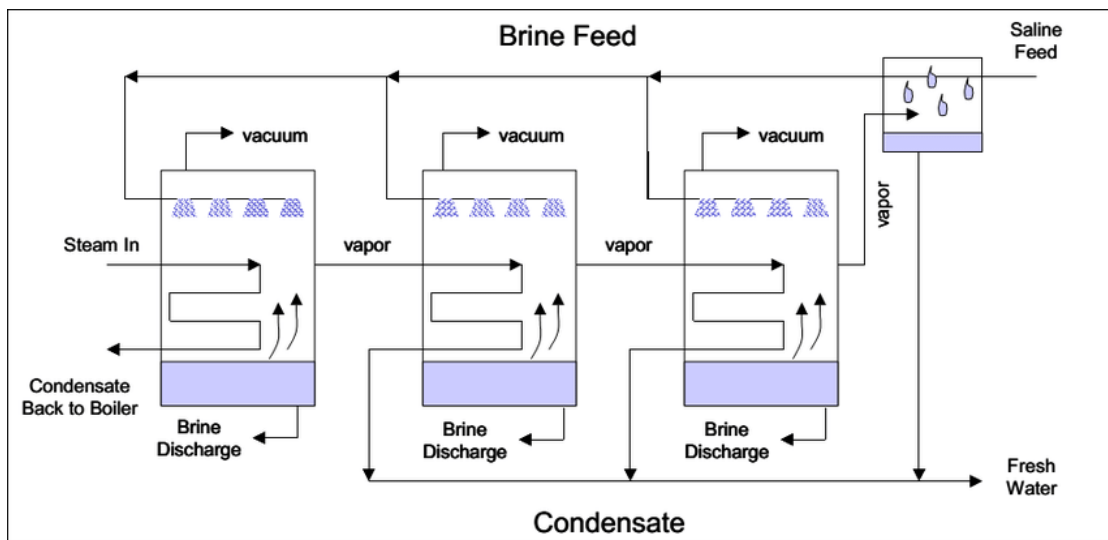 Brine Feed
Saline
Feed
vacuum
vacuum
vacuum
vapor
Steam In
vapor
vapor
Condensate
Back to Boiler
Brine
Discharge
Brine
Discharge
Brine
Discharge
Fresh
Water
Condensate